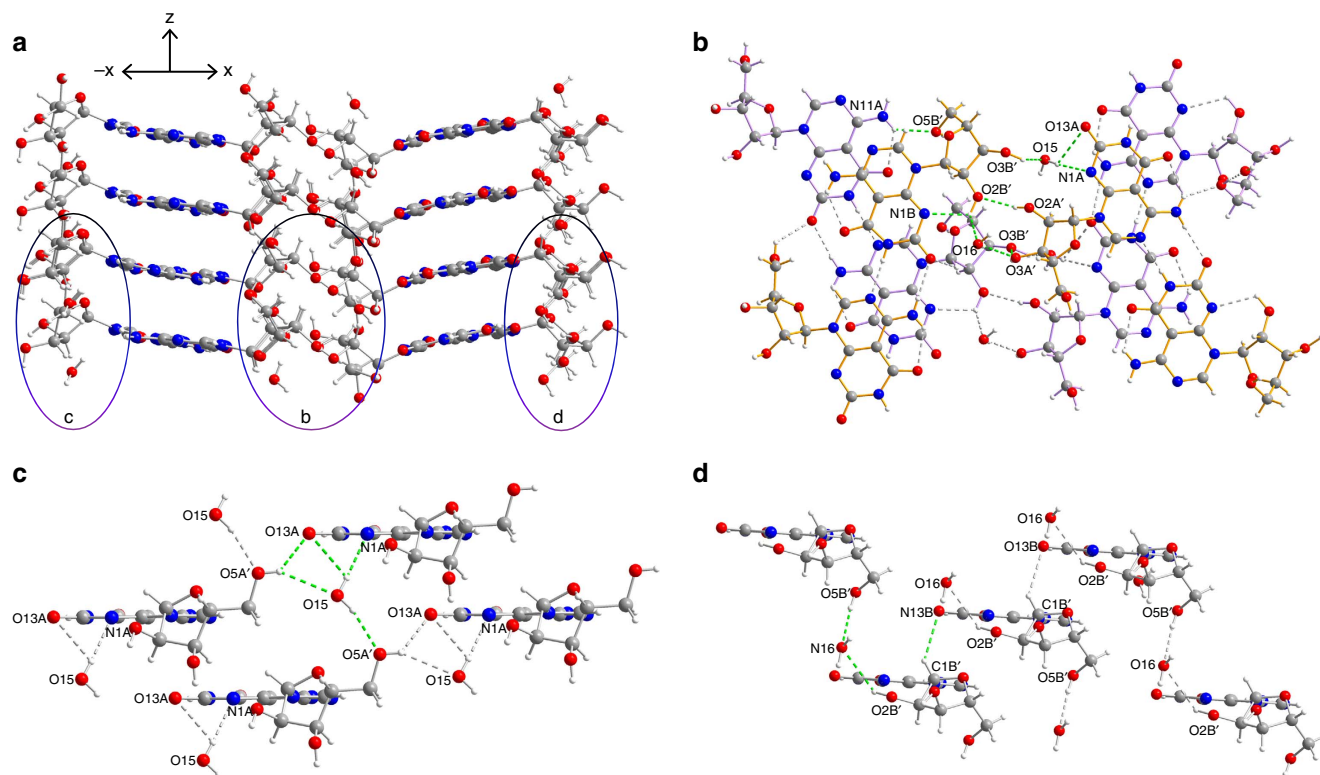 a
z
–x
x
c
b
d
b
N11A
O5B′
O13A
O15
O3B′
N1A
O2B′
O2A′
N1B
O3B′
O16
O3A′
c
O15
O13A
N1A
O5A′
O15
O13A
N1A
O13A
N1A
O5A′
O15
O15
O13A
N1A
O15
d
O16
O13B
O2B′
O5B′
O16
O5B′
N13B
C1B′
O2B′
N16
C1B′
O16
O5B′
O2B′
O2B′